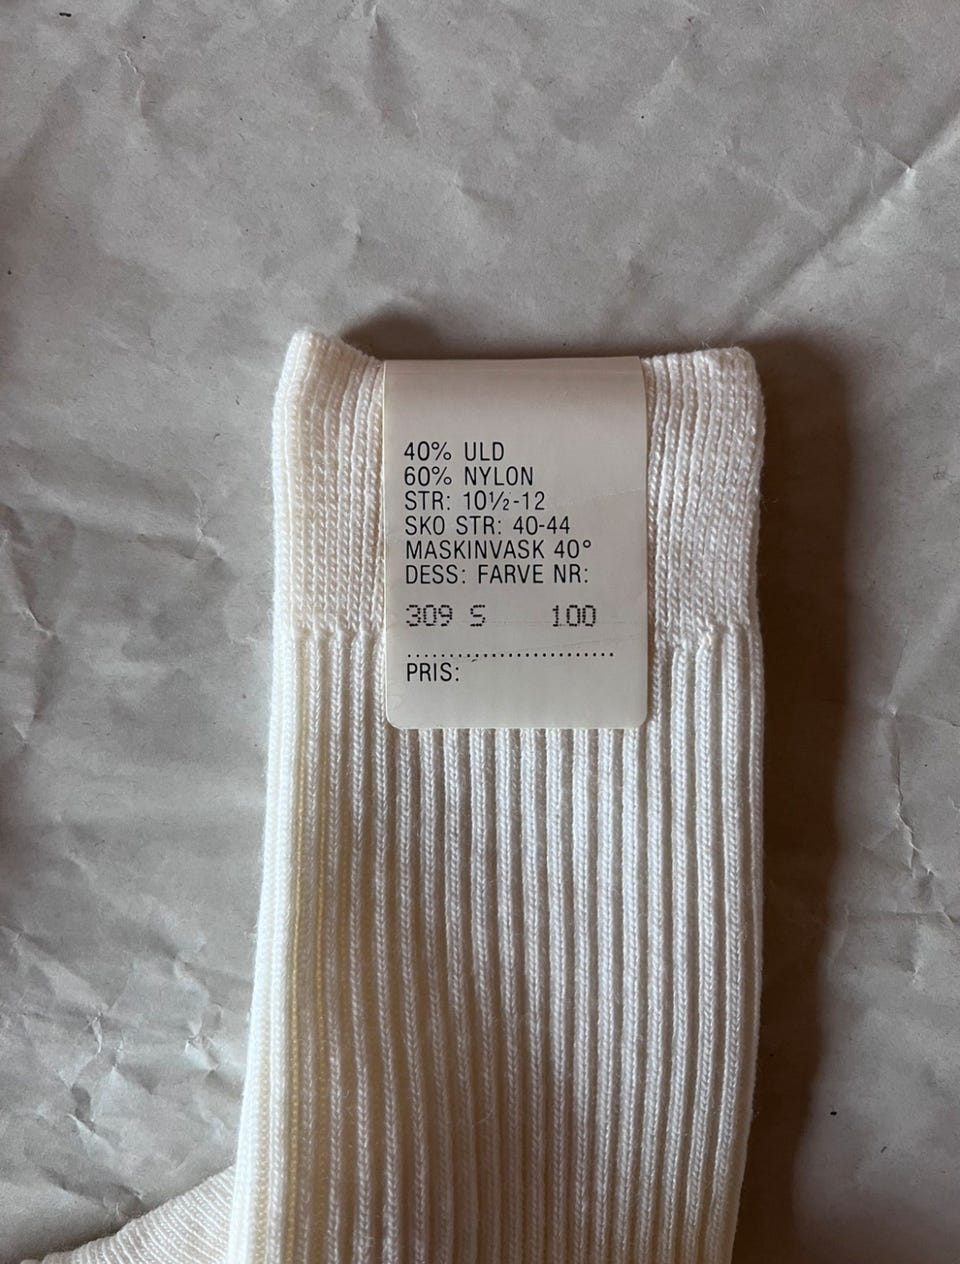 40% ULD
60% NYLON
STR: 10½-12
SKO STR: 40-44
MASKINVASK 40°
DESS: FARVE NR:
309 S 100
PRIS: